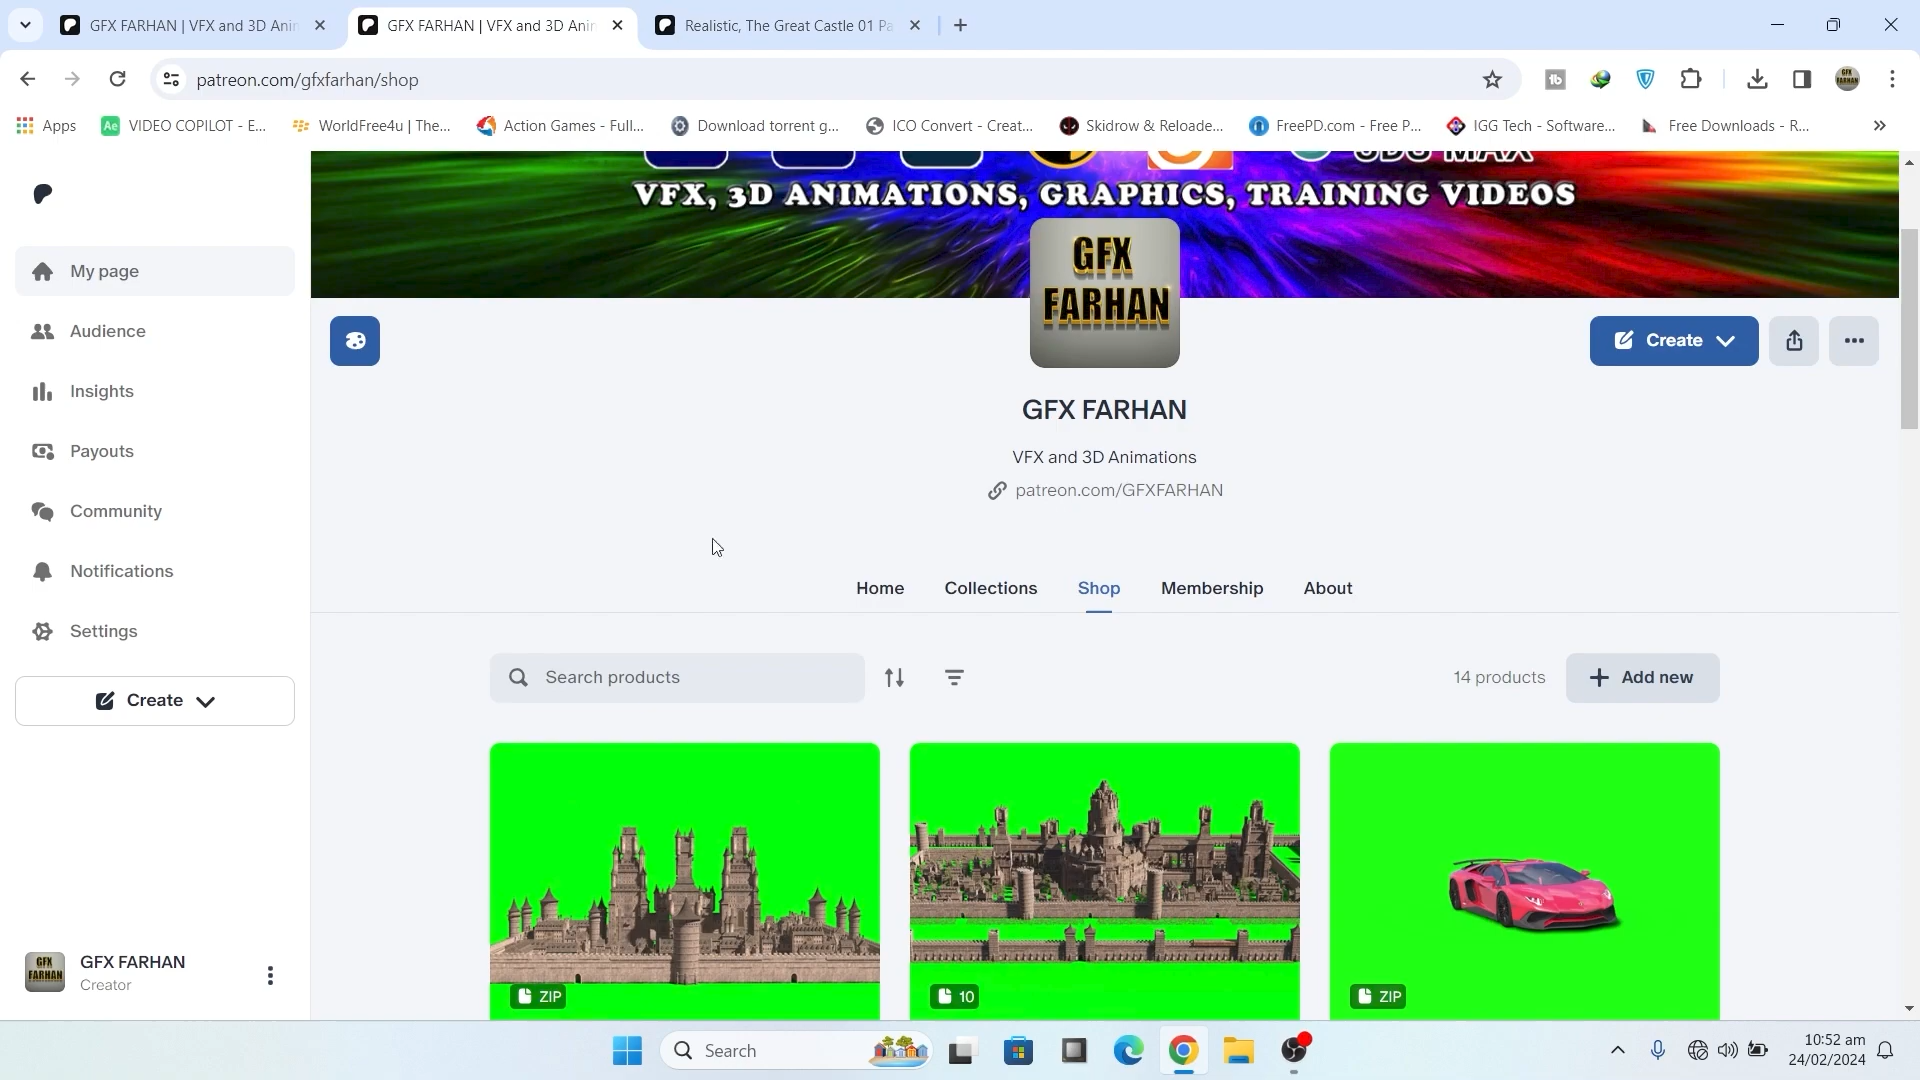 GFX FARHAN | VFX and 3D Anin
GFX FARHAN | VFX and 3D Anin
Realistic, The Great Castle 01 Pa
patreon.com/gfxfarhan/shop
Apps
VIDEO COPILOT - E...
WorldFree4u | The...
Action Games - Full...
Download torrent g...
ICO Convert - Creat...
Skidrow & Reloade...
FreePD.com - Free P...
IGG Tech - Software...
Free Downloads - R...
VFX, 3D ANIMATIONS, GRAPHICS, TRAINING VIDEOS
GFX
FARHAN
My page
Audience
Insights
Payouts
Community
Notifications
Settings
Create
GFX FARHAN
Creator
Create
GFX FARHAN
VFX and 3D Animations
patreon.com/GFXFARHAN
Home
Collections
Shop
Membership
About
Search products
14 products
Add new
ZIP
10
ZIP
Search
10:52 am
24/02/2024